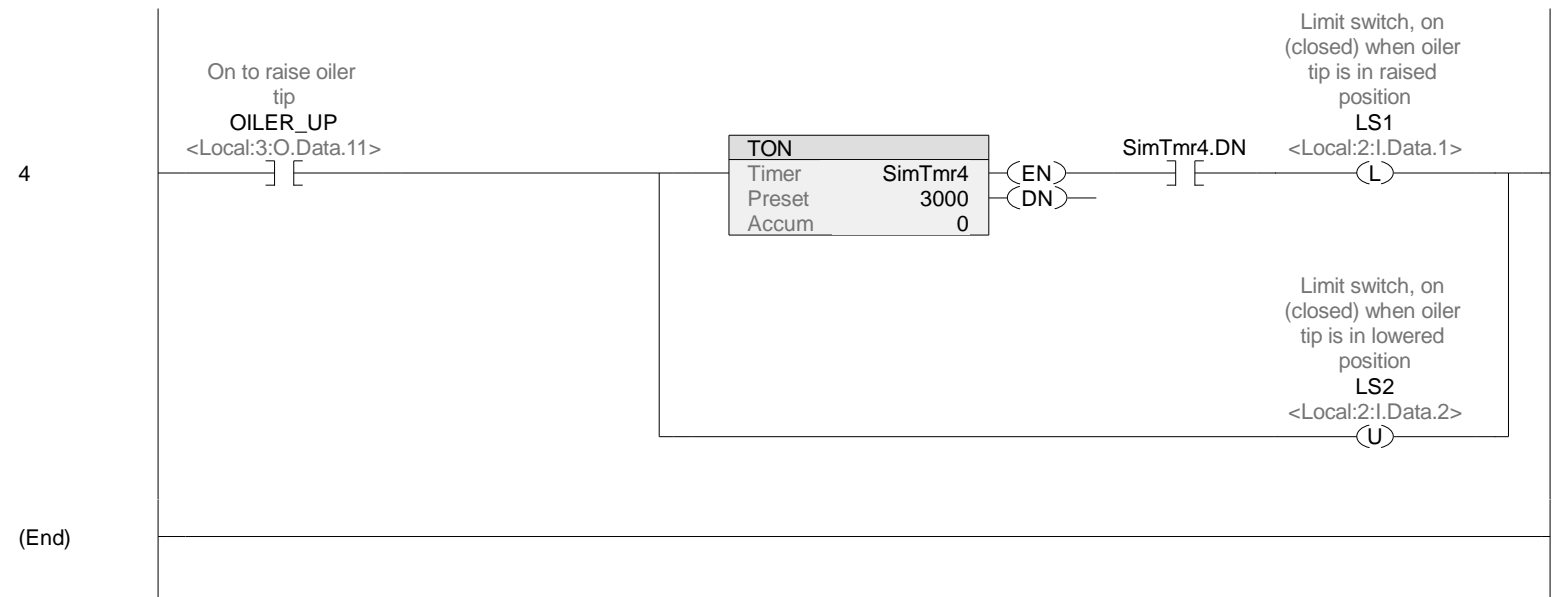 Limit switch, on
(closed) when oiler
tip is in raised
position
LS1
<Local:2:I.Data.1>
On to raise oiler
tip
OILER_UP
<Local:3:O.Data.11>
4
TON
Timer SimTmr4
Preset 3000
Accum 0
EN
DN
SimTmr4.DN
L
Limit switch, on
(closed) when oiler
tip is in lowered
position
LS2
<Local:2:I.Data.2>
U
(End)